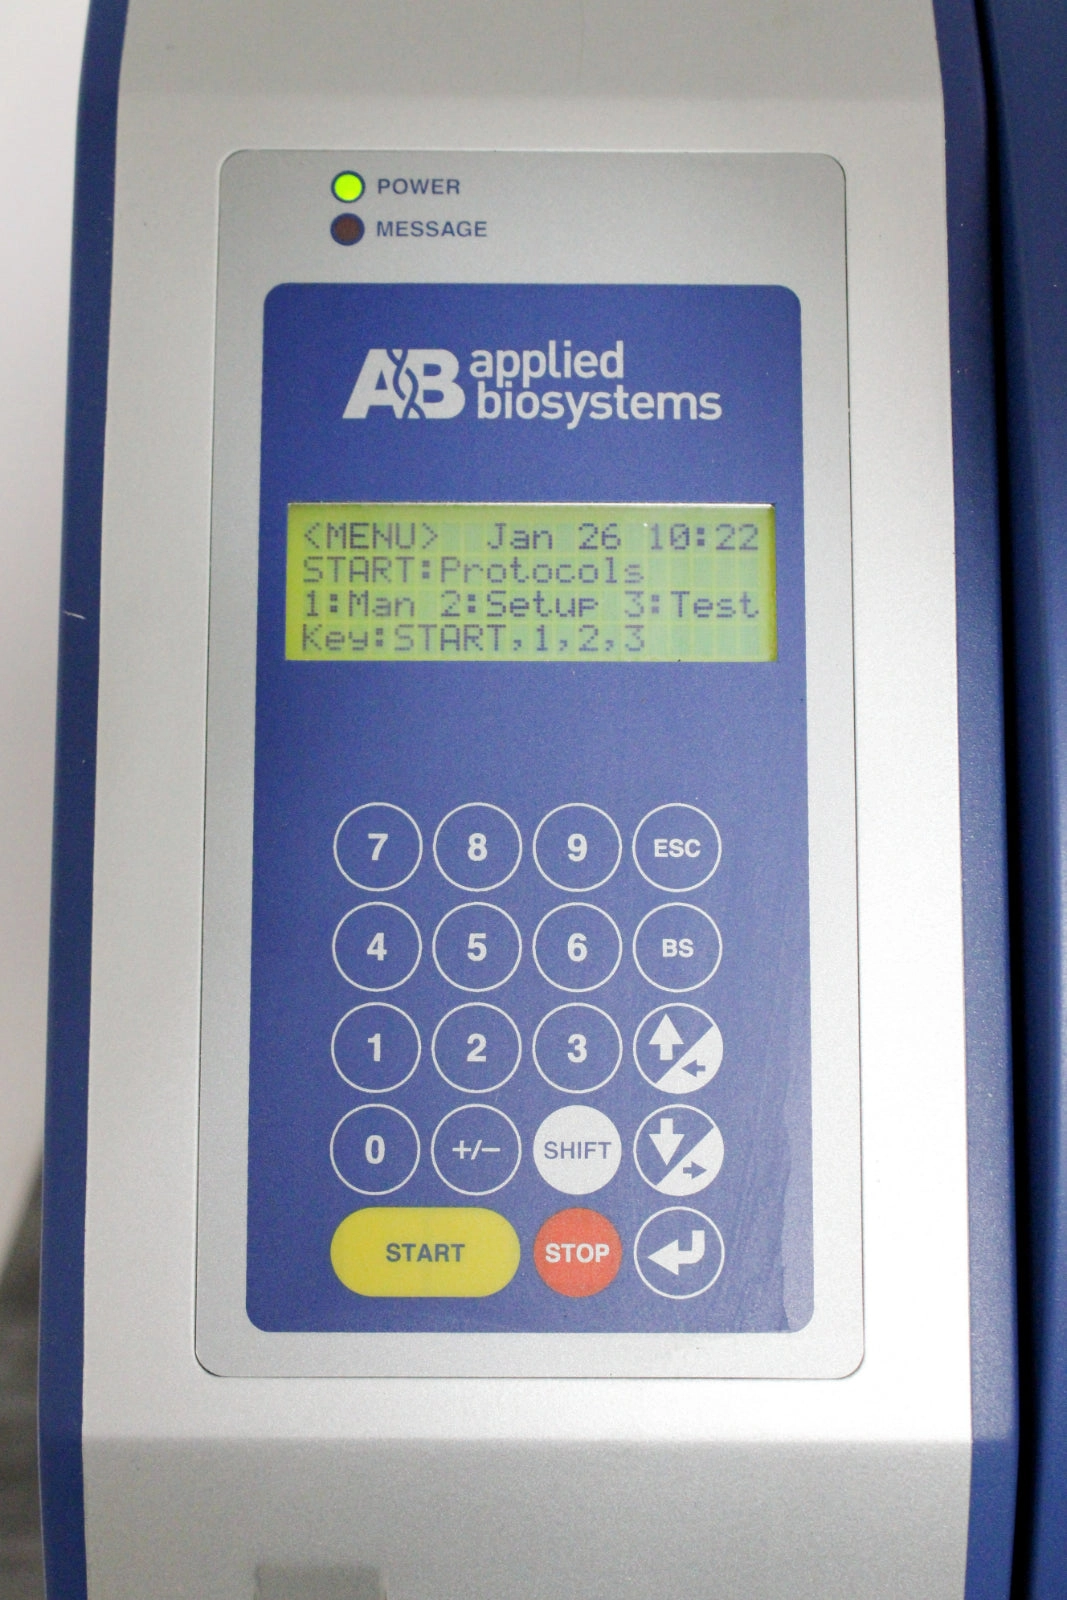 POWER
MESSAGE
AB applied
biosystems
<MENU> Jan 26 10:22
START:Protocols
1:Man 2:Setup 3:Test
Key:START,1,2,3
7 8 9 ESC
4 5 6 BS
1 2 3
0 +/− SHIFT
START STOP